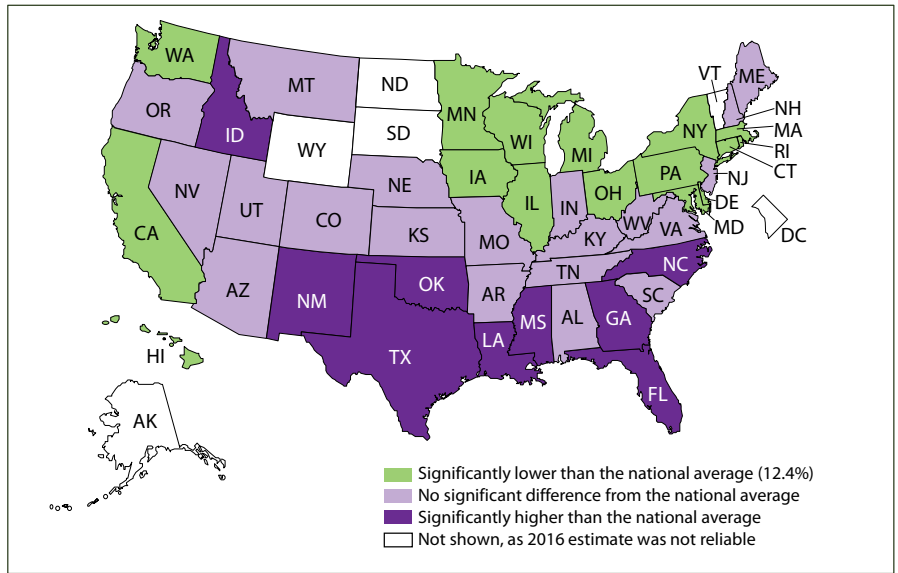 WA
MT
ND
MN
VT
ME
OR
ID
SD
WI
MI
NY
NH
MA
RI
CT
WY
IA
PA
NJ
NV
NE
IL
IN
OH
DE
MD
DC
UT
CO
CA
KS
MO
KY
WV
VA
AZ
NM
OK
AR
TN
NC
SC
TX
LA
MS
AL
GA
FL
HI
AK
Significantly lower than the national average (12.4%)
No significant difference from the national average
Significantly higher than the national average
Not shown, as 2016 estimate was not reliable